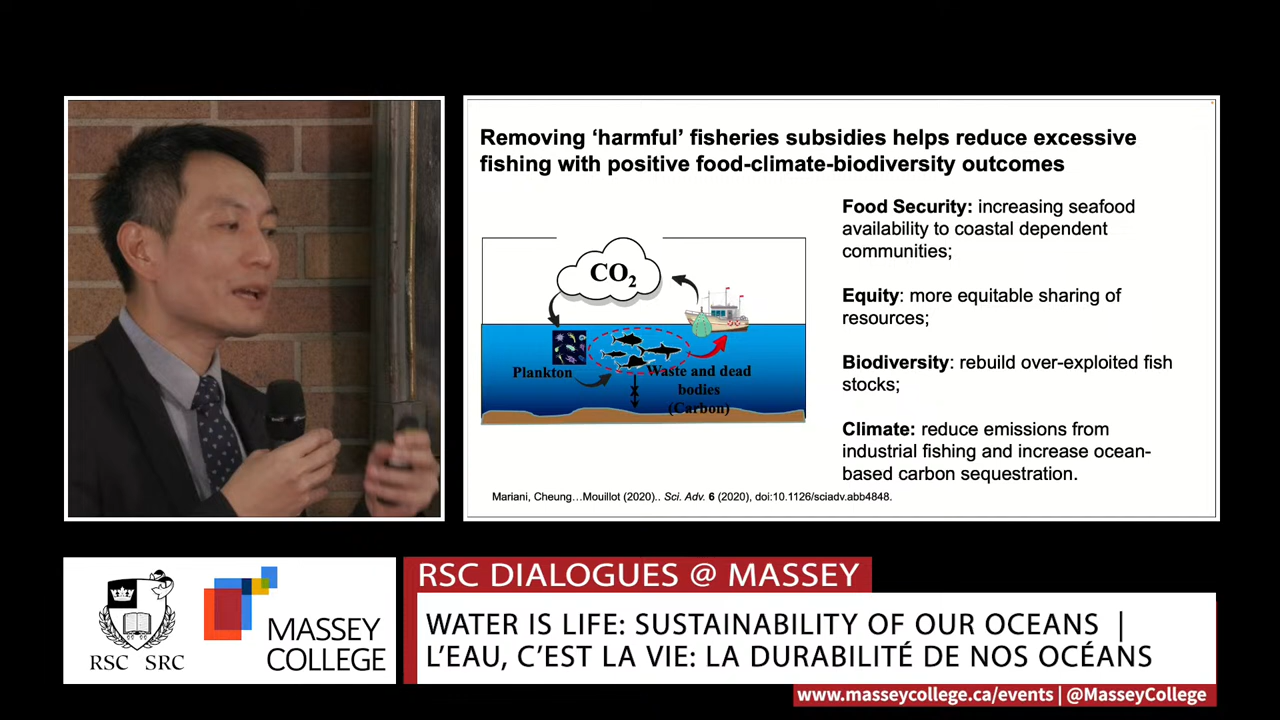 Removing ‘harmful’ fisheries subsidies helps reduce excessive
fishing with positive food-climate-biodiversity outcomes
CO2
Plankton
Waste and dead
bodies
(Carbon)
Food Security: increasing seafood
availability to coastal dependent
communities;
Equity: more equitable sharing of
resources;
Biodiversity: rebuild over-exploited fish
stocks;
Climate: reduce emissions from
industrial fishing and increase ocean-
based carbon sequestration.
Mariani, Cheung…Mouillot (2020).. Sci. Adv. 6 (2020), doi:10.1126/sciadv.abb4848.
RSC SRC
MASSEY
COLLEGE
RSC DIALOGUES @ MASSEY
WATER IS LIFE: SUSTAINABILITY OF OUR OCEANS |
L’EAU, C’EST LA VIE: LA DURABILITÉ DE NOS OCÉANS
www.masseycollege.ca/events | @MasseyCollege